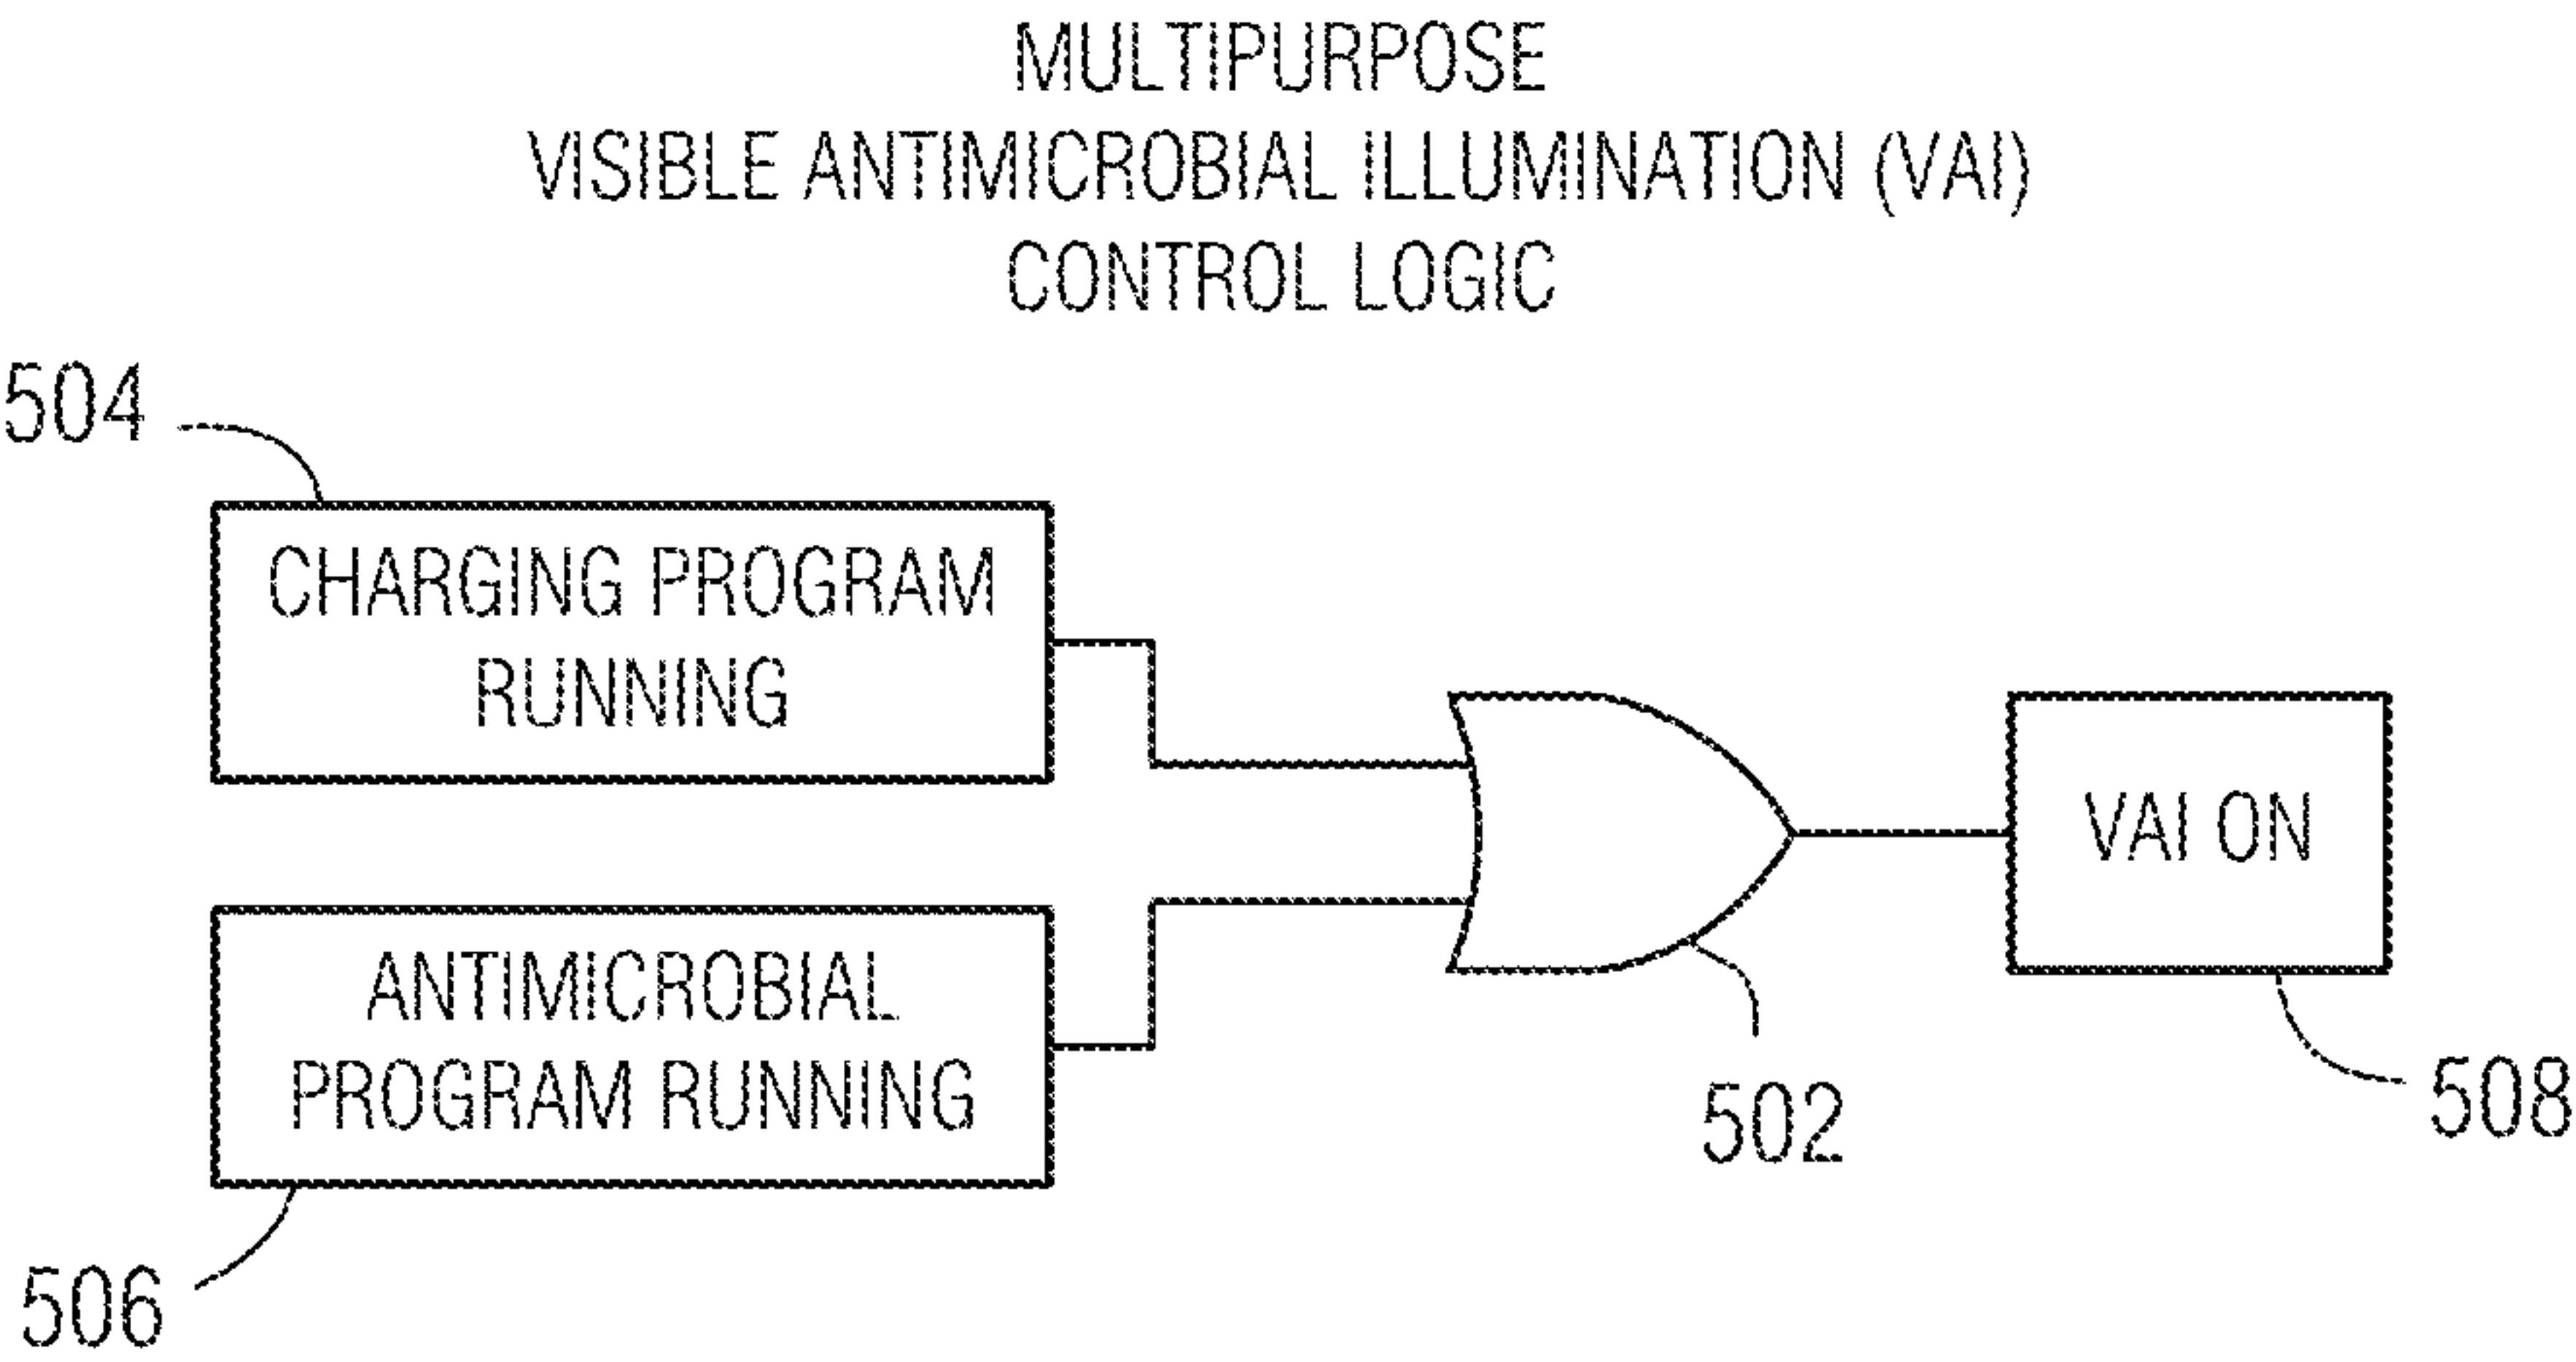 MULTIPURPOSE
VISIBLE ANTIMICROBIAL ILLUMINATION (VAI)
CONTROL LOGIC
504
CHARGING PROGRAM
RUNNING
VAI ON
ANTIMICROBIAL
PROGRAM RUNNING
502
508
506